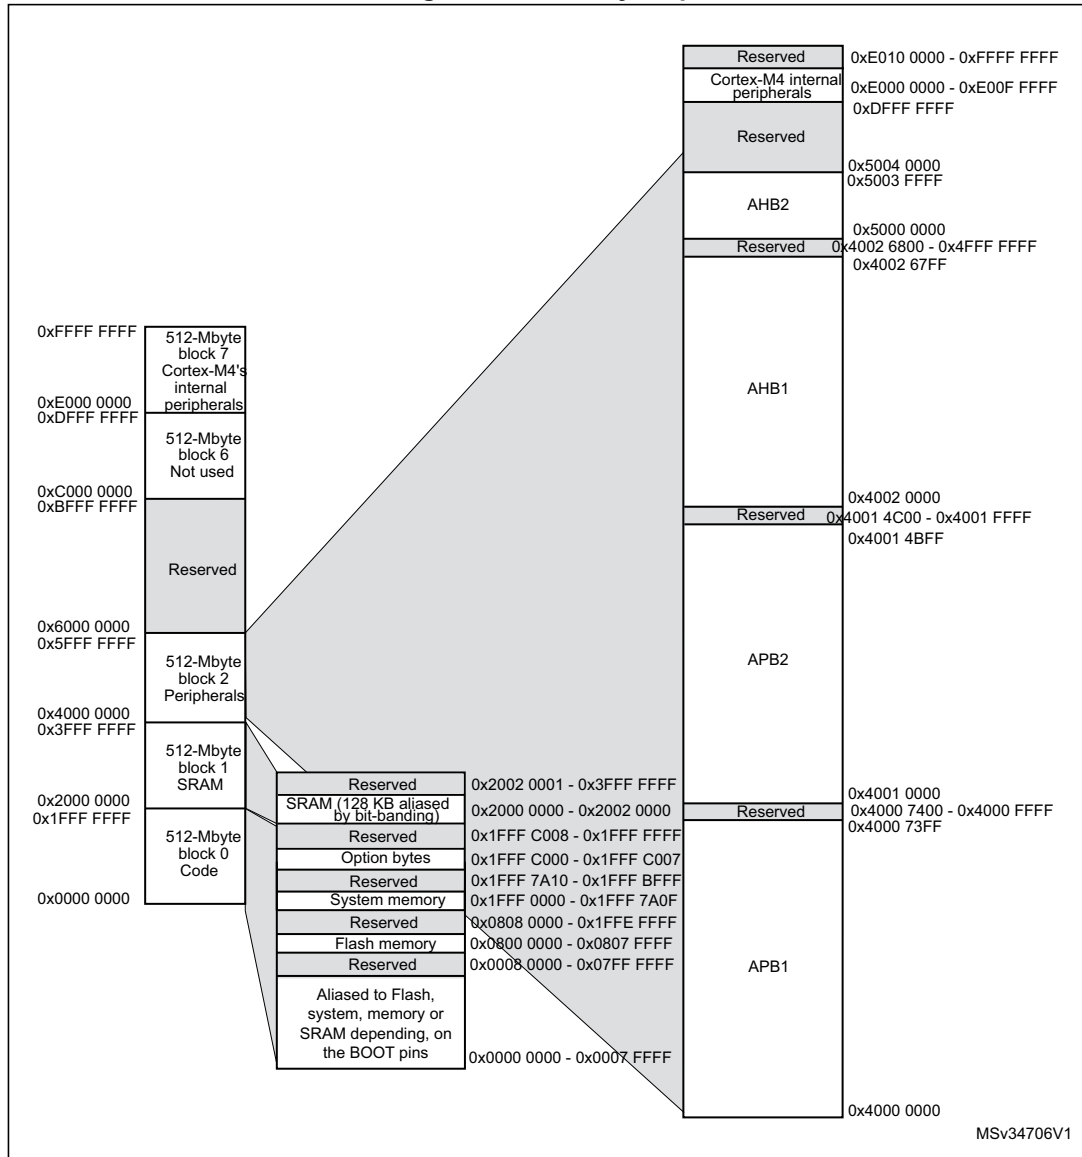 Reserved
0xE010 0000 - 0xFFFF FFFF
Cortex-M4 internal
peripherals
0xE000 0000 - 0xE00F FFFF
0xDFFF FFFF
Reserved
0x5004 0000
0x5003 FFFF
AHB2
0x5000 0000
Reserved
0x4002 6800 - 0x4FFF FFFF
0x4002 67FF
AHB1
0x4002 0000
Reserved
0x4001 4C00 - 0x4001 FFFF
0x4001 4BFF
APB2
0x4001 0000
Reserved
0x4000 7400 - 0x4000 FFFF
0x4000 73FF
APB1
0x4000 0000
0xFFFF FFFF
512-Mbyte
block 7
Cortex-M4's
internal
peripherals
0xE000 0000
0xDFFF FFFF
512-Mbyte
block 6
Not used
0xC000 0000
0xBFFF FFFF
Reserved
0x6000 0000
0x5FFF FFFF
512-Mbyte
block 2
Peripherals
0x4000 0000
0x3FFF FFFF
512-Mbyte
block 1
SRAM
0x2000 0000
0x1FFF FFFF
512-Mbyte
block 0
Code
0x0000 0000
Reserved
0x2002 0001 - 0x3FFF FFFF
SRAM (128 KB aliased
by bit-banding)
0x2000 0000 - 0x2002 0000
Reserved
0x1FFF C008 - 0x1FFF FFFF
Option bytes
0x1FFF C000 - 0x1FFF C007
Reserved
0x1FFF 7A10 - 0x1FFF BFFF
System memory
0x1FFF 0000 - 0x1FFF 7A0F
Reserved
0x0808 0000 - 0x1FFE FFFF
Flash memory
0x0800 0000 - 0x0807 FFFF
Reserved
0x0008 0000 - 0x07FF FFFF
Aliased to Flash,
system, memory or
SRAM depending, on
the BOOT pins
0x0000 0000 - 0x0007 FFFF
MSv34706V1